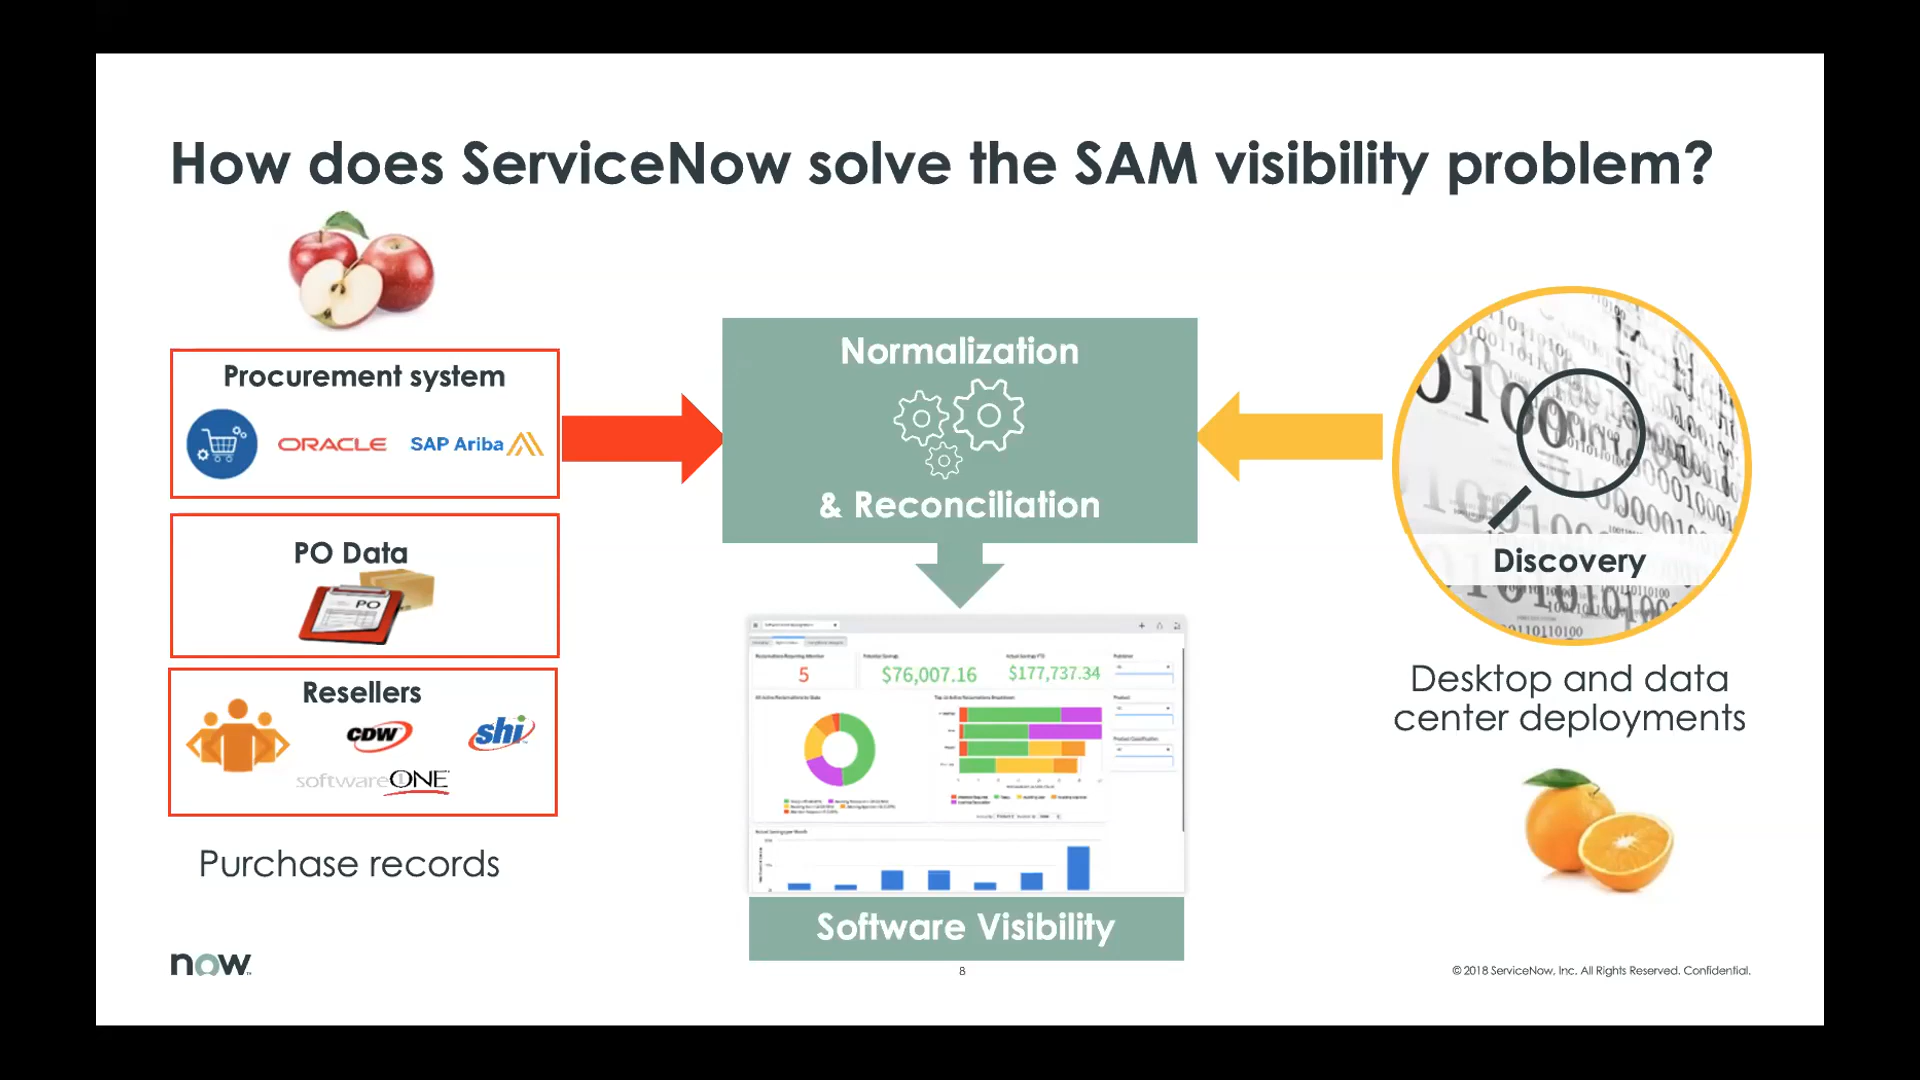 How does ServiceNow solve the SAM visibility problem?
Procurement system
ORACLE
SAP Ariba
PO Data
PO
Resellers
CDW
shi
softwareONE
Purchase records
Normalization
& Reconciliation
5
$76,007.16
$177,737.34
Software Visibility
Discovery
Desktop and data
center deployments
now
8
© 2018 ServiceNow, Inc. All Rights Reserved. Confidential.